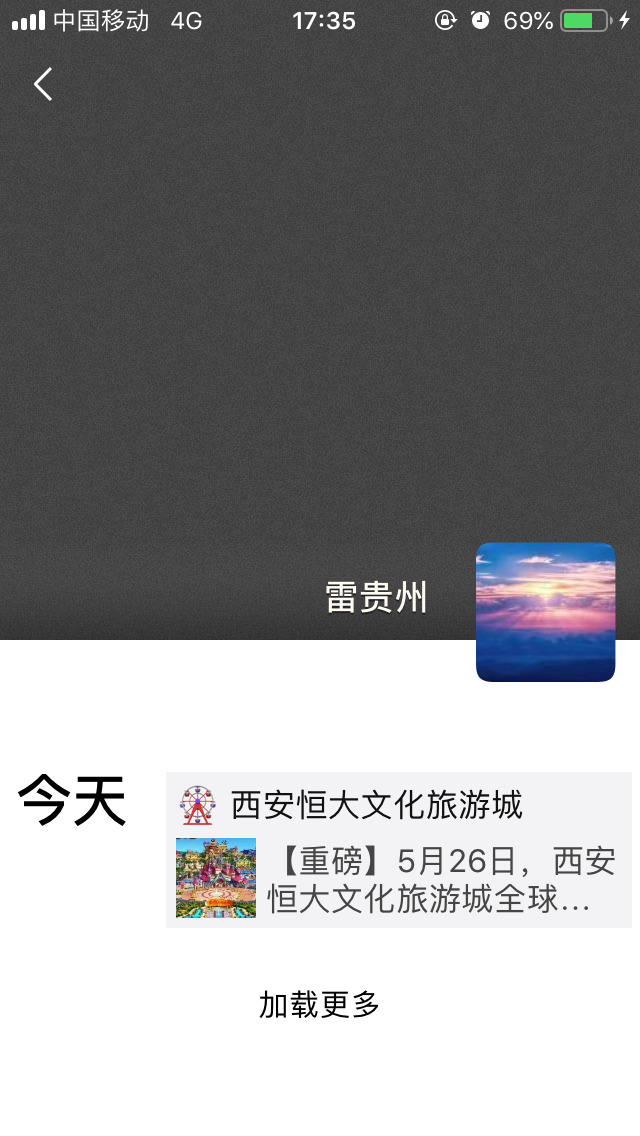 中国移动 4G 17:35 69%
雷贵州
今天
西安恒大文化旅游城
【重磅】5月26日，西安
恒大文化旅游城全球...
加载更多